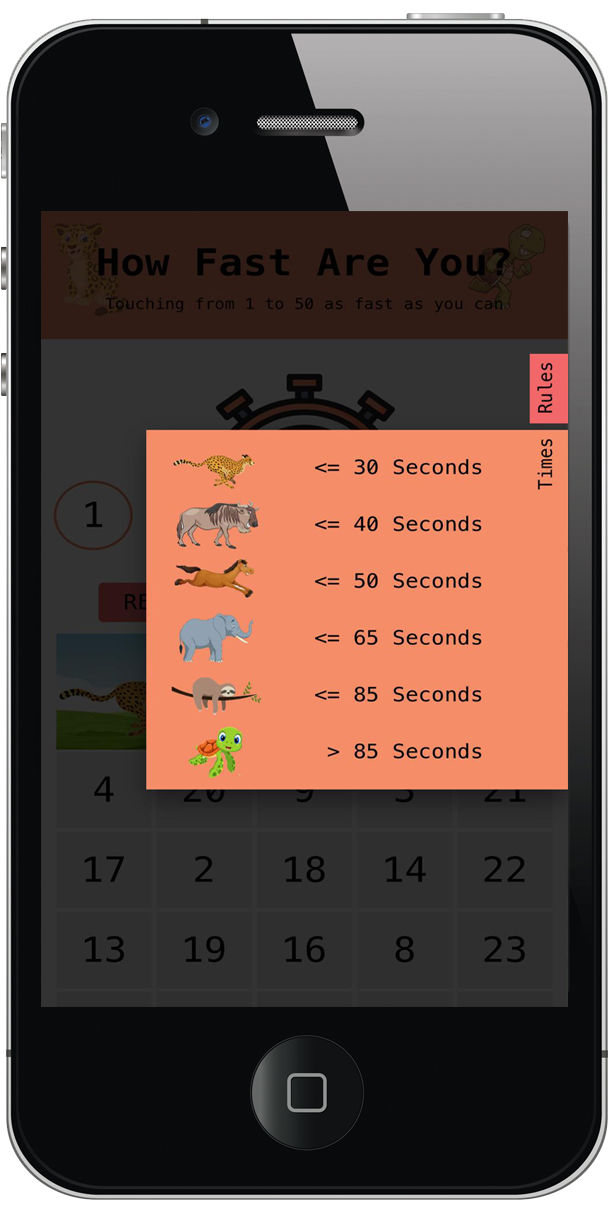 How Fast Are You?
Touching from 1 to 50 as fast as you can
Rules
Times
<= 30 Seconds
<= 40 Seconds
<= 50 Seconds
<= 65 Seconds
<= 85 Seconds
> 85 Seconds
1
4 20 9 21
17 2 18 14 22
13 19 16 8 23